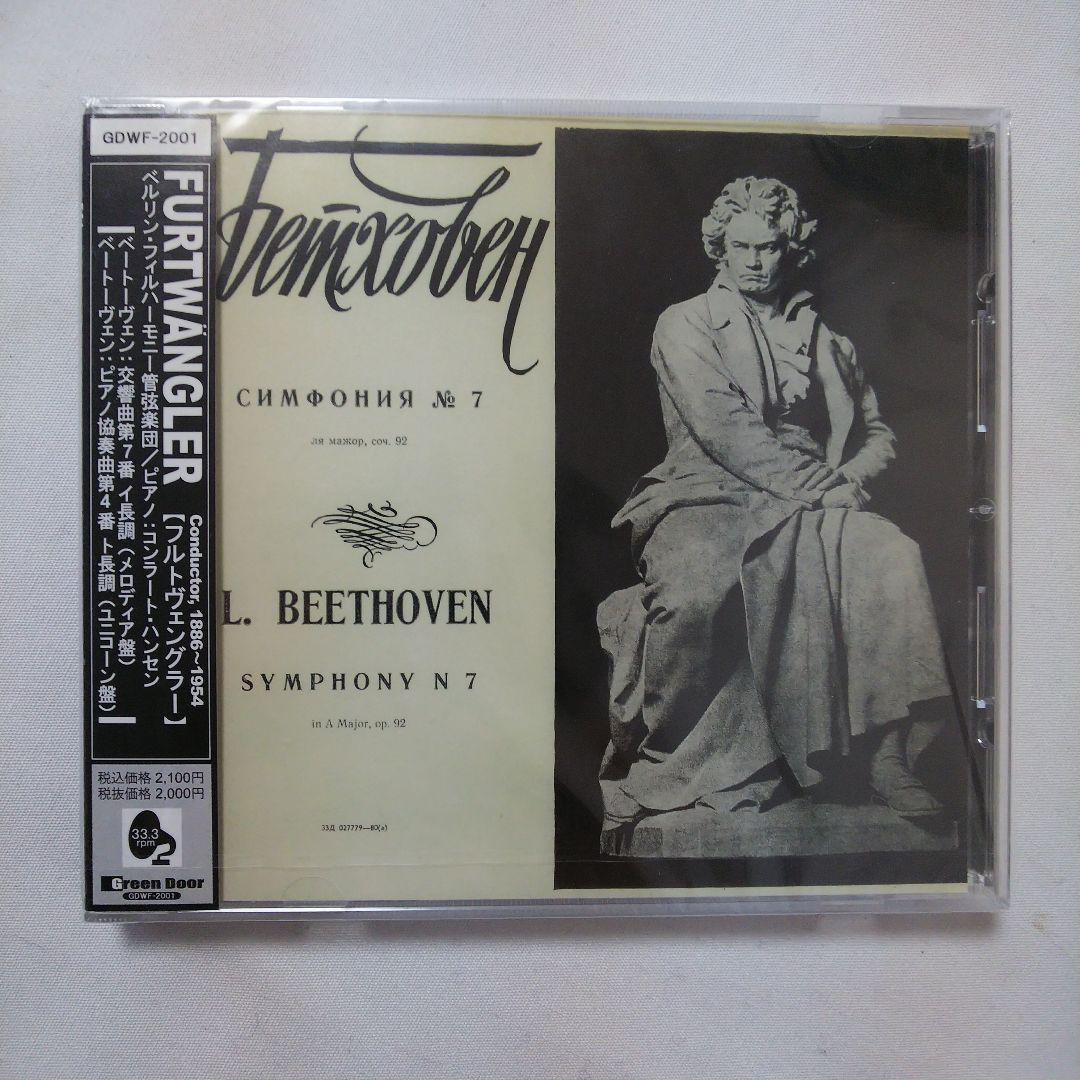 GDWF-2001
FURTWÄNGLER
Conductor, 1886~1954
【フルトヴェングラー】
ベルリン・フィルハーモニー管弦楽団/ピアノ:コンラート・ハンセン
ベートーヴェン:交響曲第7番 イ長調(メロディア盤)
ベートーヴェン:ピアノ協奏曲第4番 ト長調(ユニコーン盤)
税込価格 2,100円
税抜価格 2,000円
33.3
rpm
Green Door
GDWF-2001
Бетховен
СИМФОНИЯ № 7
ля мажор, соч. 92
L. BEETHOVEN
SYMPHONY N 7
in A Major, op. 92
33Д 027779—80(a)